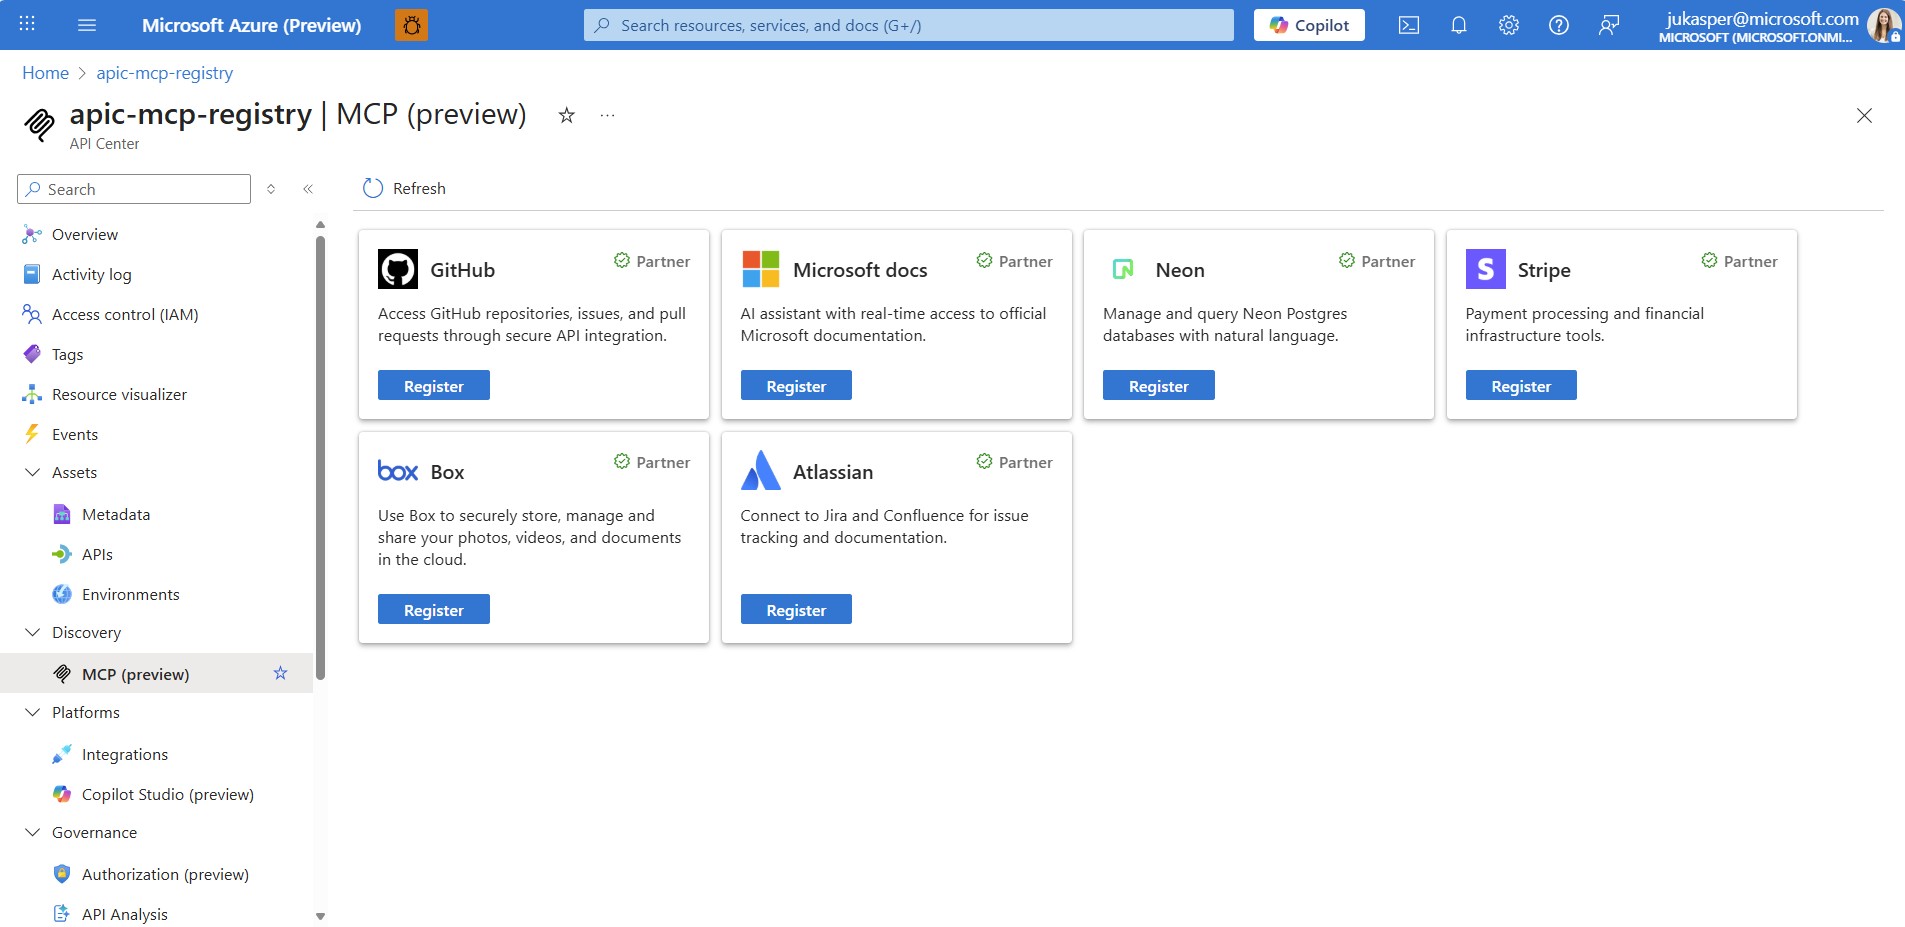 Microsoft Azure (Preview)
Search resources, services, and docs (G+/)
Copilot
jukasper@microsoft.com
MICROSOFT (MICROSOFT.ONMI...
Home > apic-mcp-registry
apic-mcp-registry | MCP (preview)
...
API Center
Search
Refresh
Overview
Activity log
Access control (IAM)
Tags
Resource visualizer
Events
Assets
Metadata
APIs
Environments
Discovery
MCP (preview)
Platforms
Integrations
Copilot Studio (preview)
Governance
Authorization (preview)
API Analysis
GitHub
Partner
Access GitHub repositories, issues, and pull
requests through secure API integration.
Register
Microsoft docs
Partner
AI assistant with real-time access to official
Microsoft documentation.
Register
Neon
Partner
Manage and query Neon Postgres
databases with natural language.
Register
S
Stripe
Partner
Payment processing and financial
infrastructure tools.
Register
box
Box
Partner
Use Box to securely store, manage and
share your photos, videos, and documents
in the cloud.
Register
Atlassian
Partner
Connect to Jira and Confluence for issue
tracking and documentation.
Register